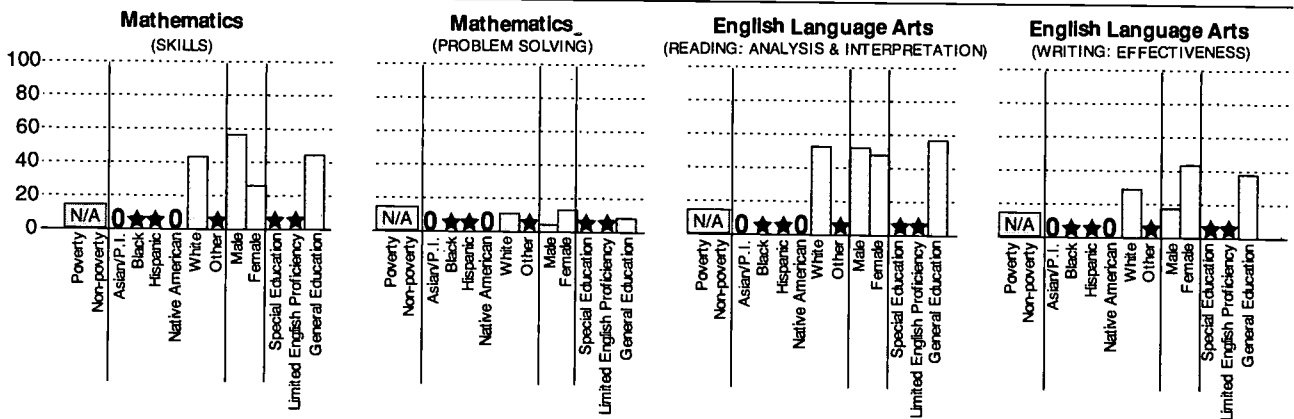 Mathematics
(SKILLS)
100
80
60
40
20
0
N/A
0 ★ ★ 0 ★ ★ ★
Poverty
Non-poverty
Asian/P.I.
Black
Hispanic
Native American
White
Other
Male
Female
Special Education
Limited English Proficiency
General Education
Mathematics
(PROBLEM SOLVING)
N/A
0 ★ ★ 0 ★ ★ ★
Poverty
Non-poverty
Asian/P.I.
Black
Hispanic
Native American
White
Other
Male
Female
Special Education
Limited English Proficiency
General Education
English Language Arts
(READING: ANALYSIS & INTERPRETATION)
N/A
0 ★ ★ 0 ★ ★ ★
Poverty
Non-poverty
Asian/P.I.
Black
Hispanic
Native American
White
Other
Male
Female
Special Education
Limited English Proficiency
General Education
English Language Arts
(WRITING: EFFECTIVENESS)
N/A
0 ★ ★ 0 ★ ★ ★
Poverty
Non-poverty
Asian/P.I.
Black
Hispanic
Native American
White
Other
Male
Female
Special Education
Limited English Proficiency
General Education